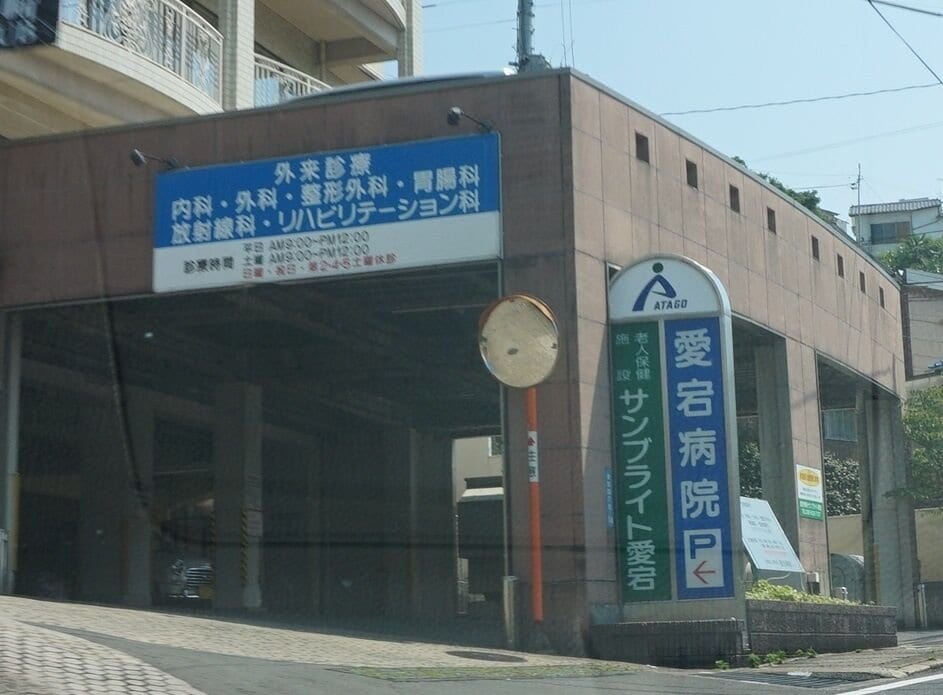 外来診療
内科・外科・整形外科・胃腸科
放射線科・リハビリテーション科
診療時間
平日 AM9:00~PM12:00
土曜 AM9:00~PM12:00
日曜・祝日・第2・4・5土曜休診
ATAGO
老人保健
施設
サンブライト愛宕
愛宕病院
P
注意